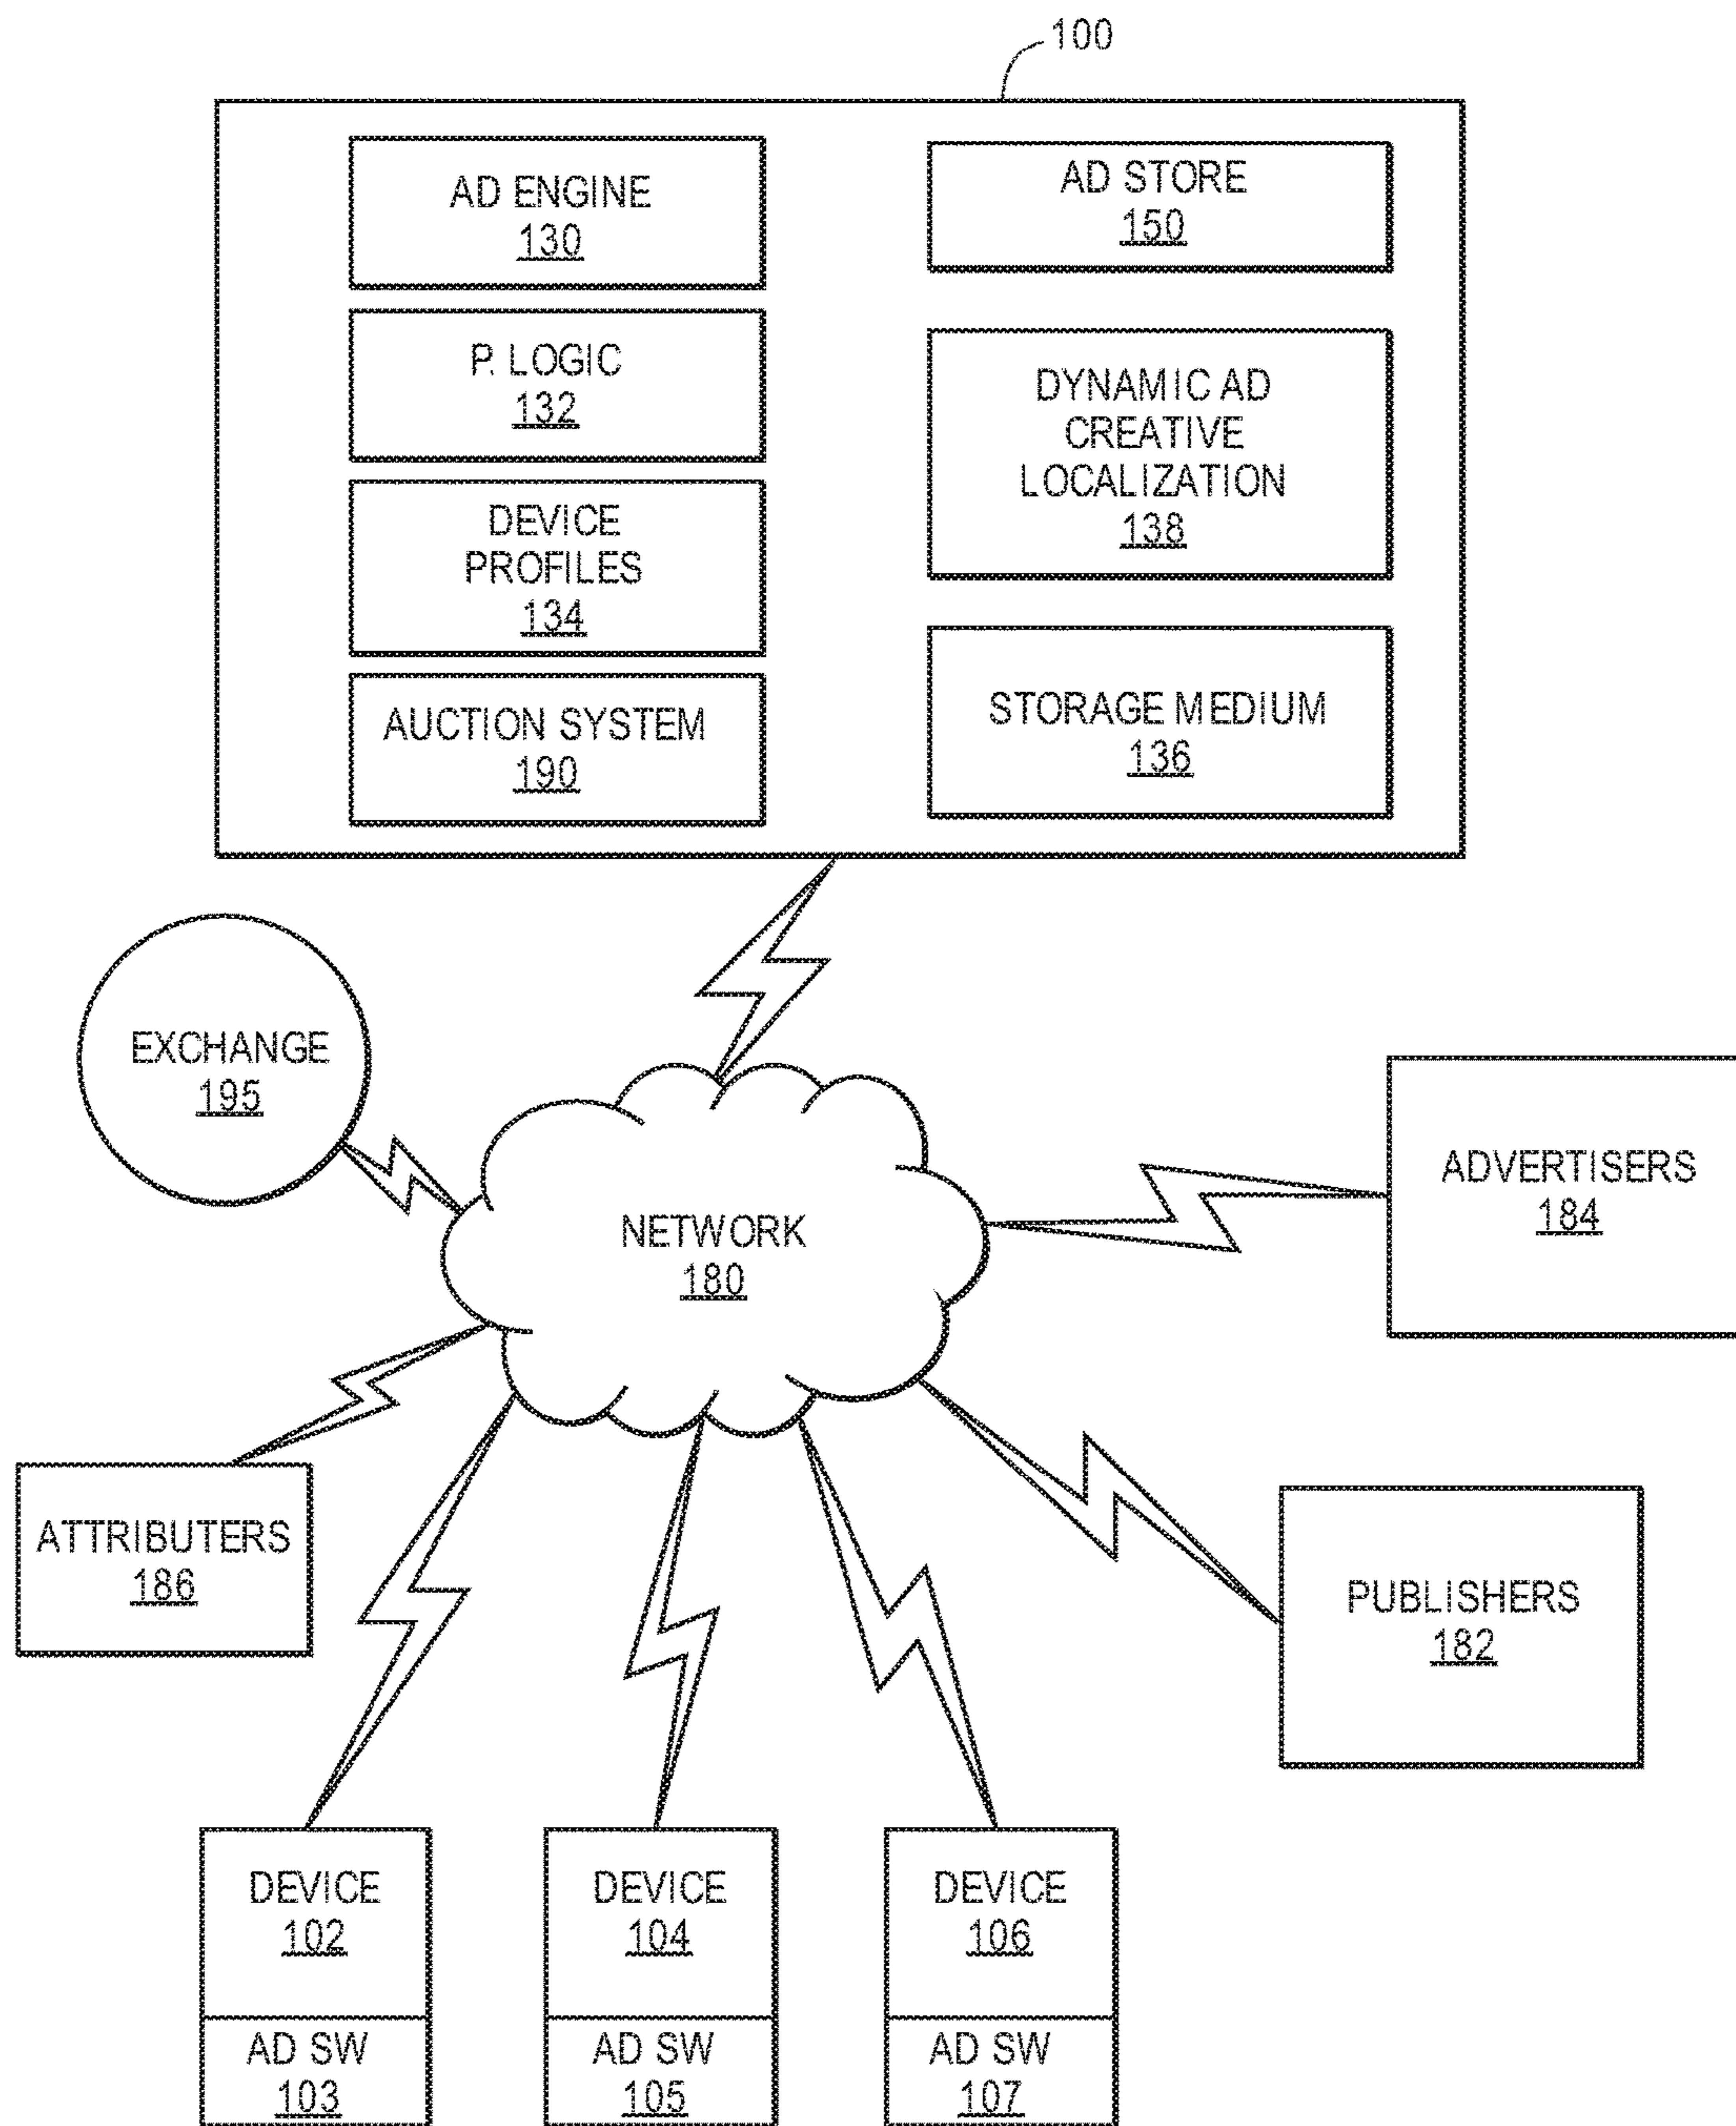 100
AD ENGINE
130
P. LOGIC
132
DEVICE
PROFILES
134
AUCTION SYSTEM
190
AD STORE
150
DYNAMIC AD
CREATIVE
LOCALIZATION
138
STORAGE MEDIUM
136
EXCHANGE
195
NETWORK
180
ADVERTISERS
184
ATTRIBUTERS
186
PUBLISHERS
182
DEVICE
102
AD SW
103
DEVICE
104
AD SW
105
DEVICE
106
AD SW
107